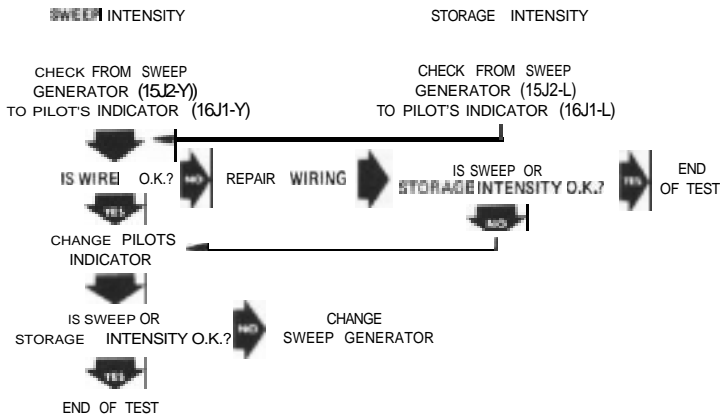 SWEEP INTENSITY
STORAGE INTENSITY
CHECK FROM SWEEP
GENERATOR (15J2-Y))
TO PILOT'S INDICATOR (16J1-Y)
CHECK FROM SWEEP
GENERATOR (15J2-L)
TO PILOT'S INDICATOR (16J1-L)
IS WIRE O.K.?
NO
REPAIR WIRING
IS SWEEP OR
STORAGE INTENSITY O.K.?
YES
END
OF TEST
YES
NO
CHANGE PILOTS
INDICATOR
IS SWEEP OR
STORAGE INTENSITY O.K.?
NO
CHANGE
SWEEP GENERATOR
YES
END OF TEST